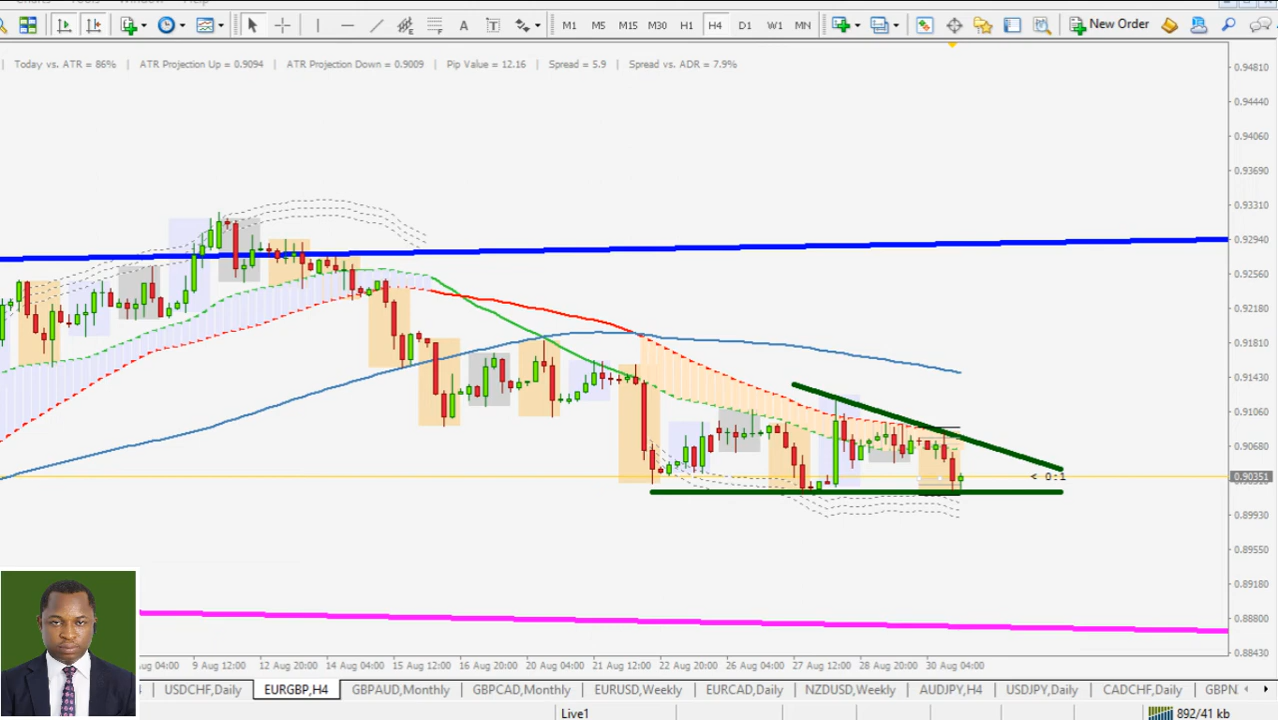 M1 M5 M15 M30 H1 H4 D1 W1 MN New Order
Today vs. ATR = 86% ATR Projection Up = 0.9094 ATR Projection Down = 0.9009 Pip Value = 12.16 Spread = 5.9 Spread vs. ADR = 7.9%
0.94810
0.94440
0.94060
0.93690
0.93310
0.92940
0.92560
0.92180
0.91810
0.91430
0.91060
0.90680
< 0:1 0.90351
0.89930
0.89550
0.89180
0.88800
0.88430
ug 04:00 9 Aug 12:00 12 Aug 20:00 14 Aug 04:00 15 Aug 12:00 16 Aug 20:00 20 Aug 04:00 21 Aug 12:00 22 Aug 20:00 26 Aug 04:00 27 Aug 12:00 28 Aug 20:00 30 Aug 04:00
USDCHF,Daily EURGBP,H4 GBPAUD,Monthly GBPCAD,Monthly EURUSD,Weekly EURCAD,Daily NZDUSD,Weekly AUDJPY,H4 USDJPY,Daily CADCHF,Daily GBPN
Live1 892/41 kb